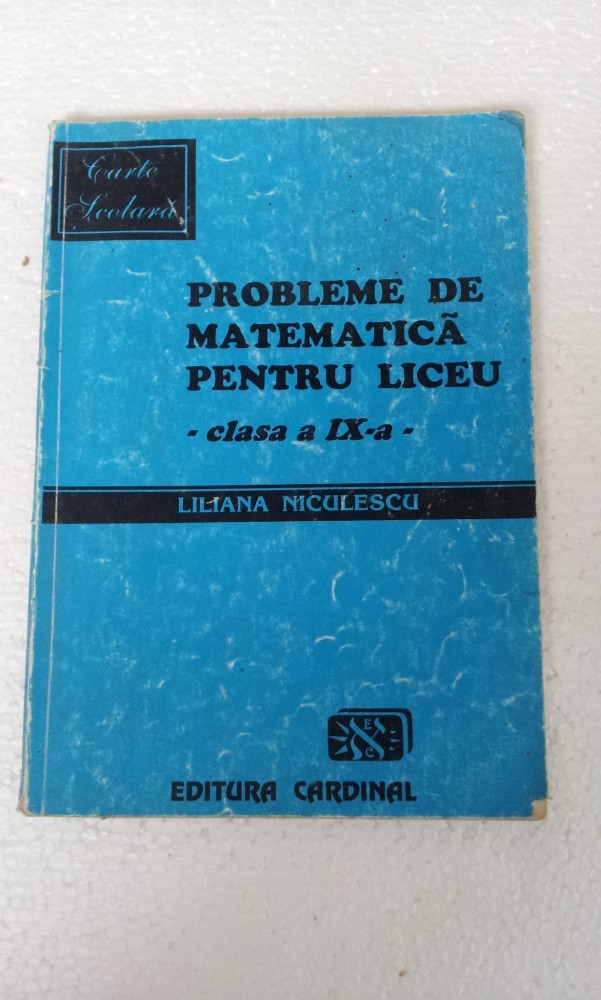 Carte
Școlară
PROBLEME DE
MATEMATICĂ
PENTRU LICEU
- clasa a IX-a -
LILIANA NICULESCU
E
C
EDITURA CARDINAL